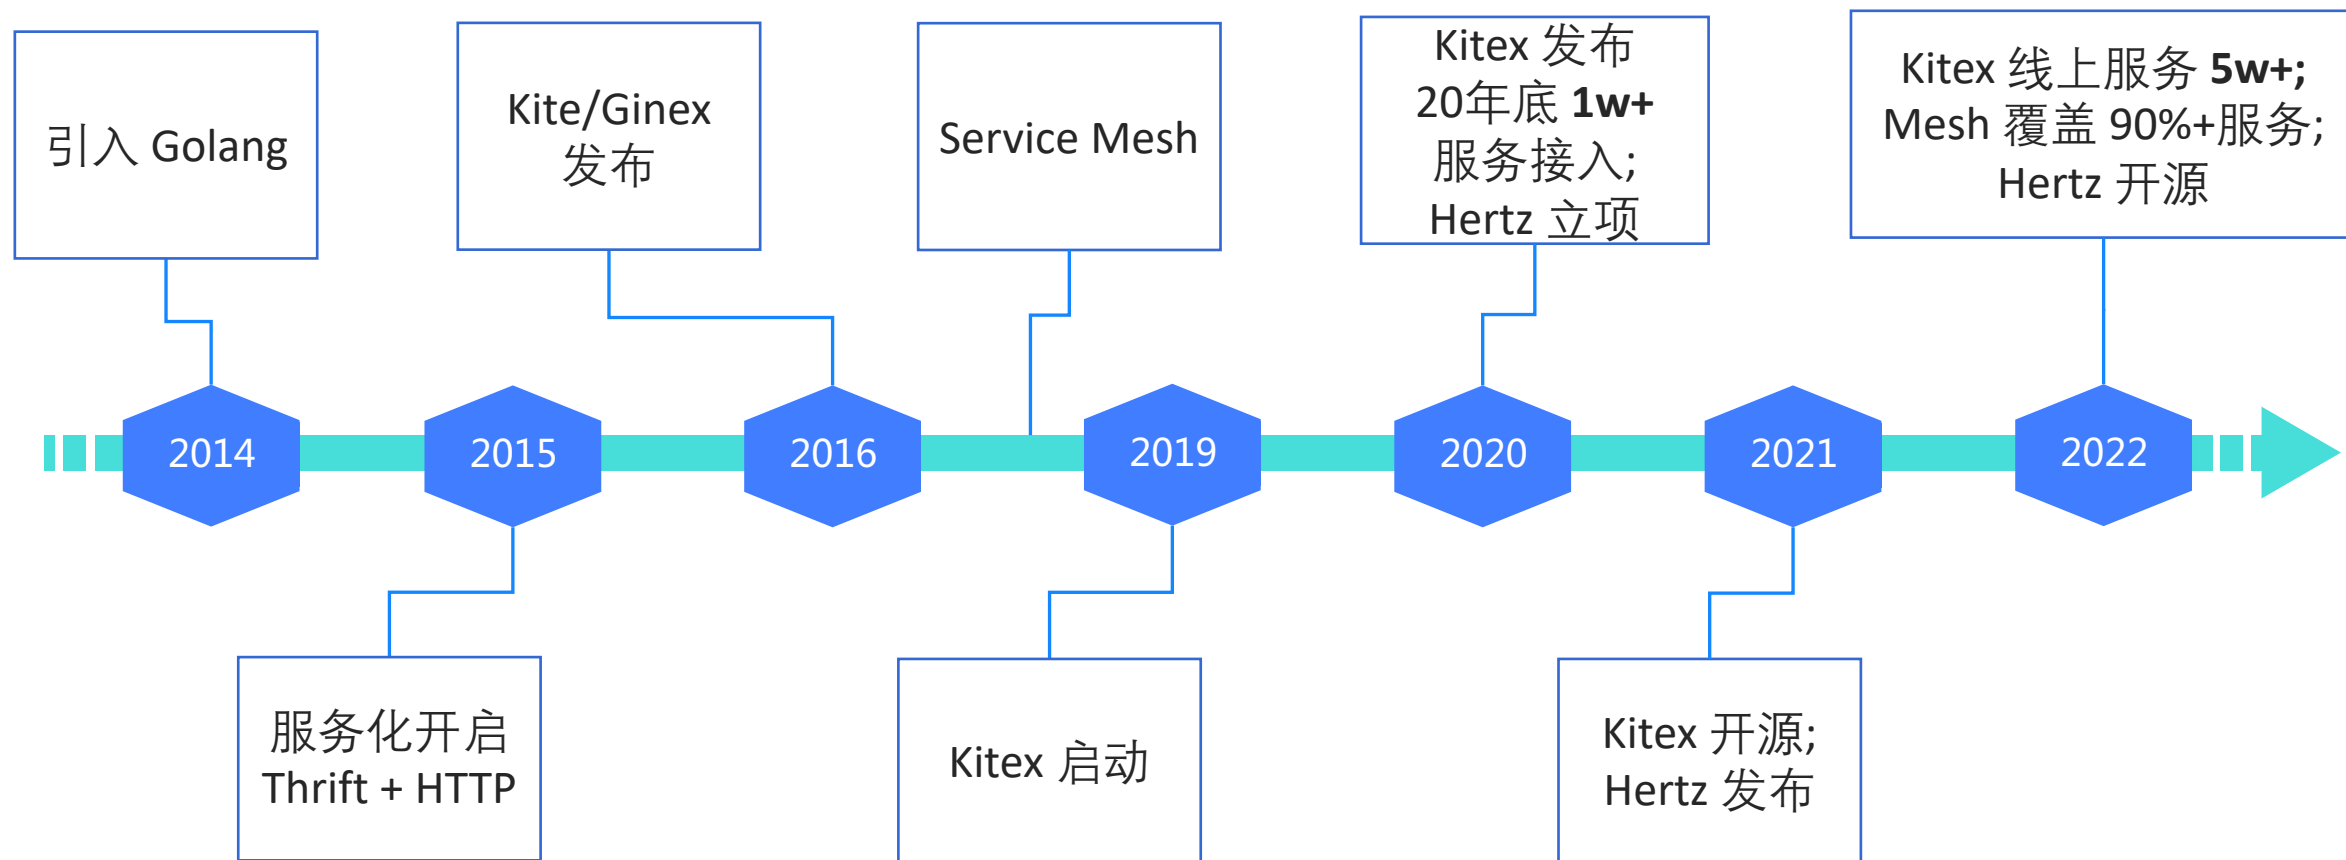 引入 Golang
Kite/Ginex
发布
Service Mesh
Kitex 发布
20年底 1w+
服务接入;
Hertz 立项
Kitex 线上服务 5w+;
Mesh 覆盖 90%+服务;
Hertz 开源
2014
2015
2016
2019
2020
2021
2022
服务化开启
Thrift + HTTP
Kitex 启动
Kitex 开源;
Hertz 发布